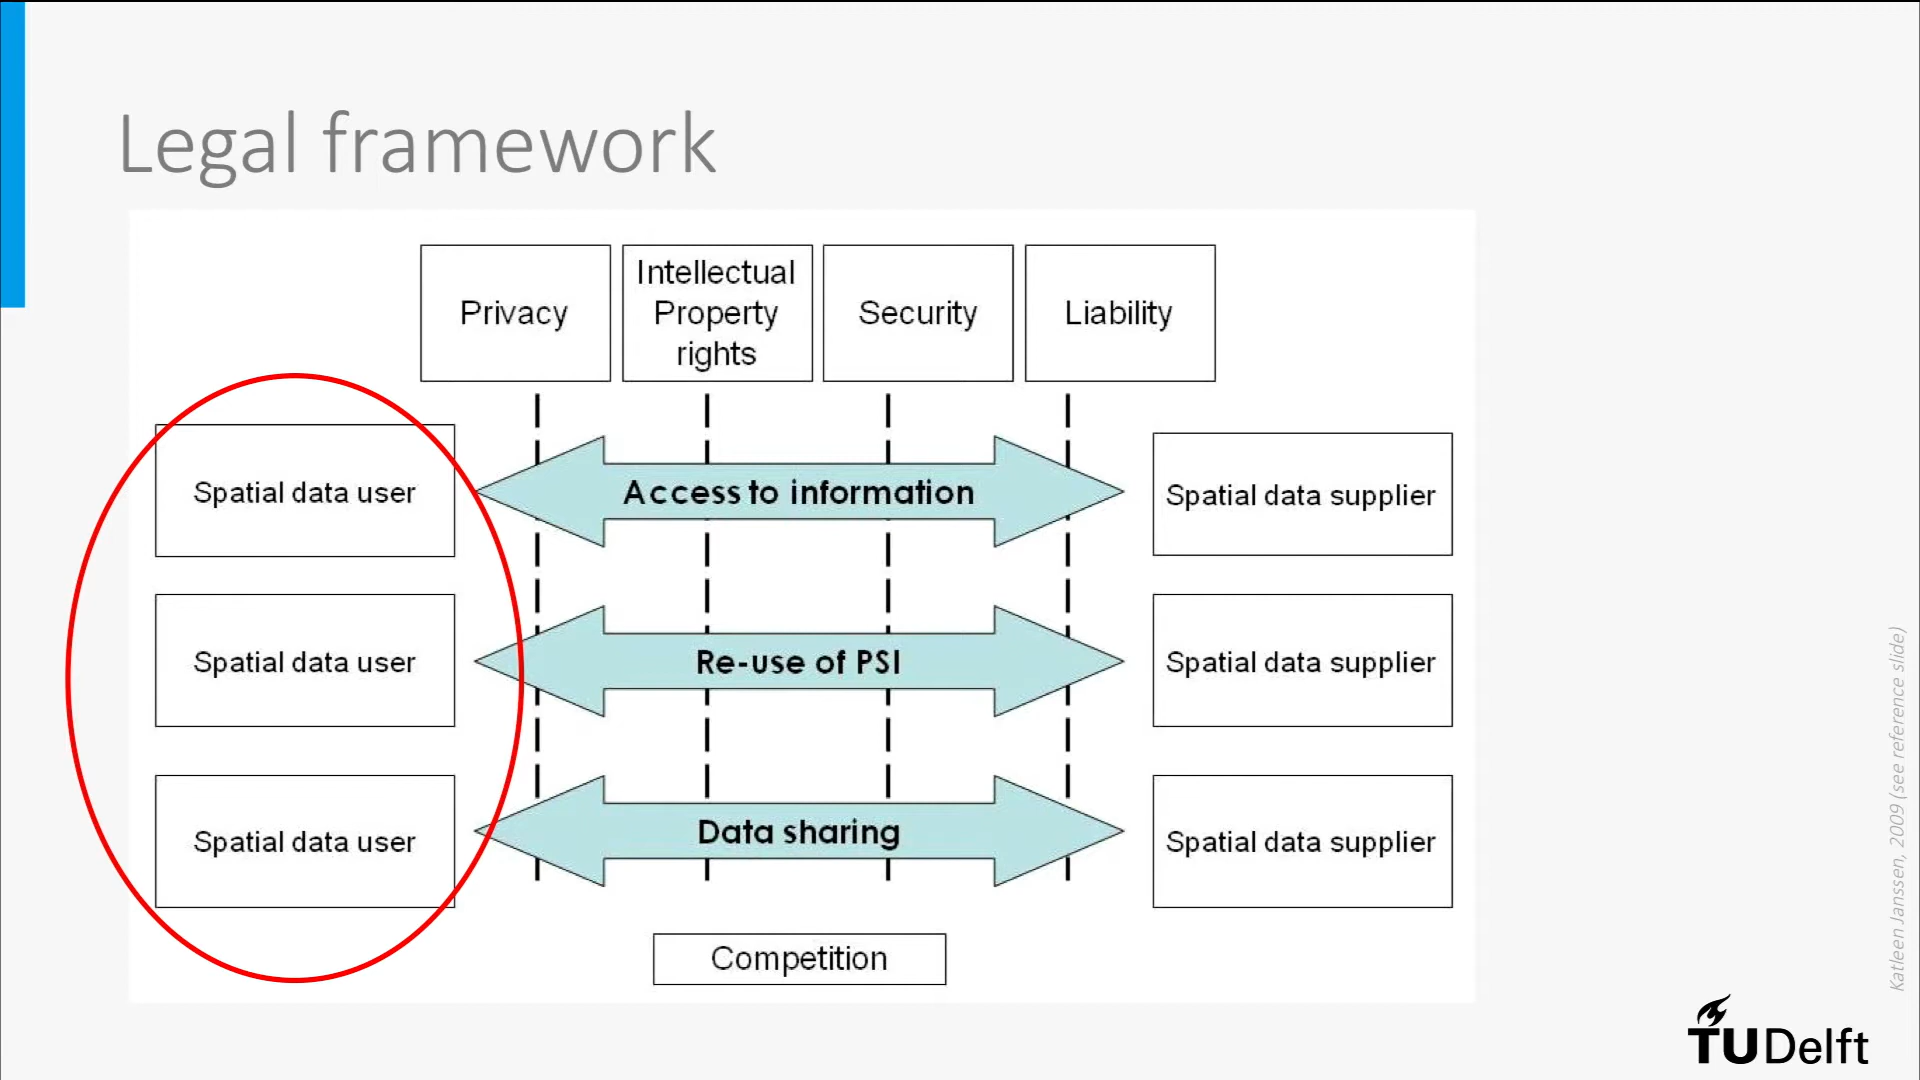 Legal framework
Privacy
Intellectual
Property
rights
Security
Liability
Spatial data user
Access to information
Spatial data supplier
Spatial data user
Re-use of PSI
Spatial data supplier
Spatial data user
Data sharing
Spatial data supplier
Competition
Katleen Janssen, 2009 (see reference slide)
TU Delft